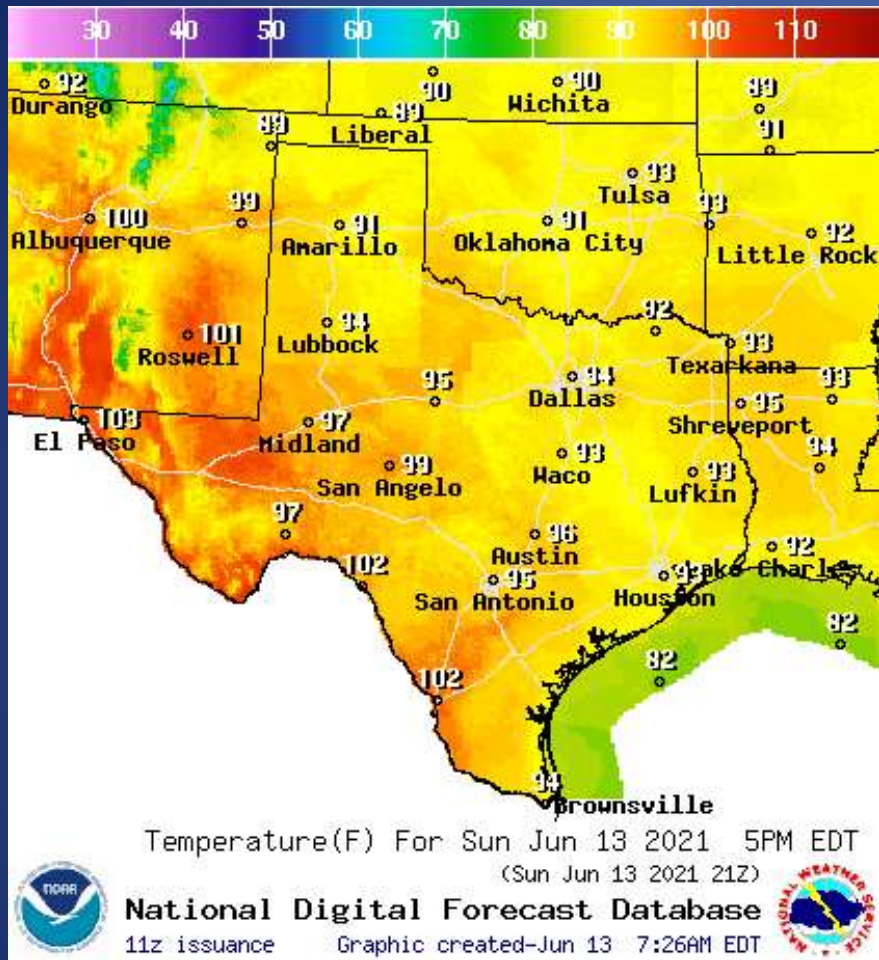 30 40 50 60 70 80 90 100 110
92
Durango
90
90
Wichita
89
89
Liberal
89
91
93
Tulsa
100
Albuquerque
99
91
Amarillo
91
Oklahoma City
93
92
Little Rock
101
Roswell
94
Lubbock
92
93
Texarkana
95
94
Dallas
95
Shreveport
93
103
El Paso
97
Midland
99
San Angelo
93
Waco
93
Lufkin
94
97
96
Austin
92
Lake Charles
102
95
San Antonio
93
Houston
82
82
102
94
Brownsville
Temperature(F) For Sun Jun 13 2021 5PM EDT
(Sun Jun 13 2021 21Z)
NOAA
National Digital Forecast Database
11z issuance Graphic created-Jun 13 7:26AM EDT
NATIONAL WEATHER SERVICE